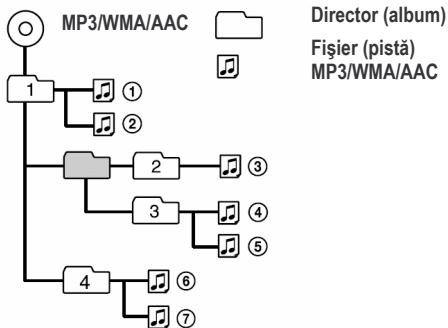 MP3/WMA/AAC
Director (album)
Fişier (pistă)
MP3/WMA/AAC
1
①
②
2
③
3
④
⑤
4
⑥
⑦